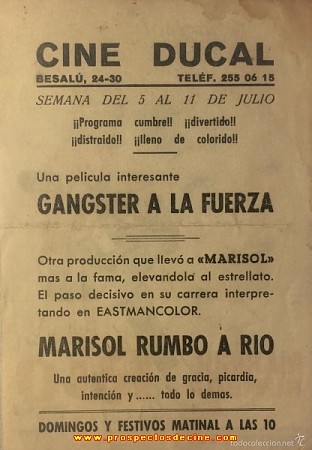 CINE DUCAL
BESALÚ, 24-30 TELÉF. 255 06 15
SEMANA DEL 5 AL 11 DE JULIO
¡¡Programa cumbre!! ¡¡divertido!!
¡¡distraido!! ¡¡lleno de colorido!!
Una pelicula interesante
GANGSTER A LA FUERZA
Otra producción que llevó a «MARISOL»
mas a la fama, elevandola al estrellato.
El paso decisivo en su carrera interpre-
tando en EASTMANCOLOR.
MARISOL RUMBO A RIO
Una autentica creación de gracia, picardia,
intención y...... todo lo demas.
DOMINGOS Y FESTIVOS MATINAL A LAS 10
www.prospectosdecine.com
todocoleccion.net